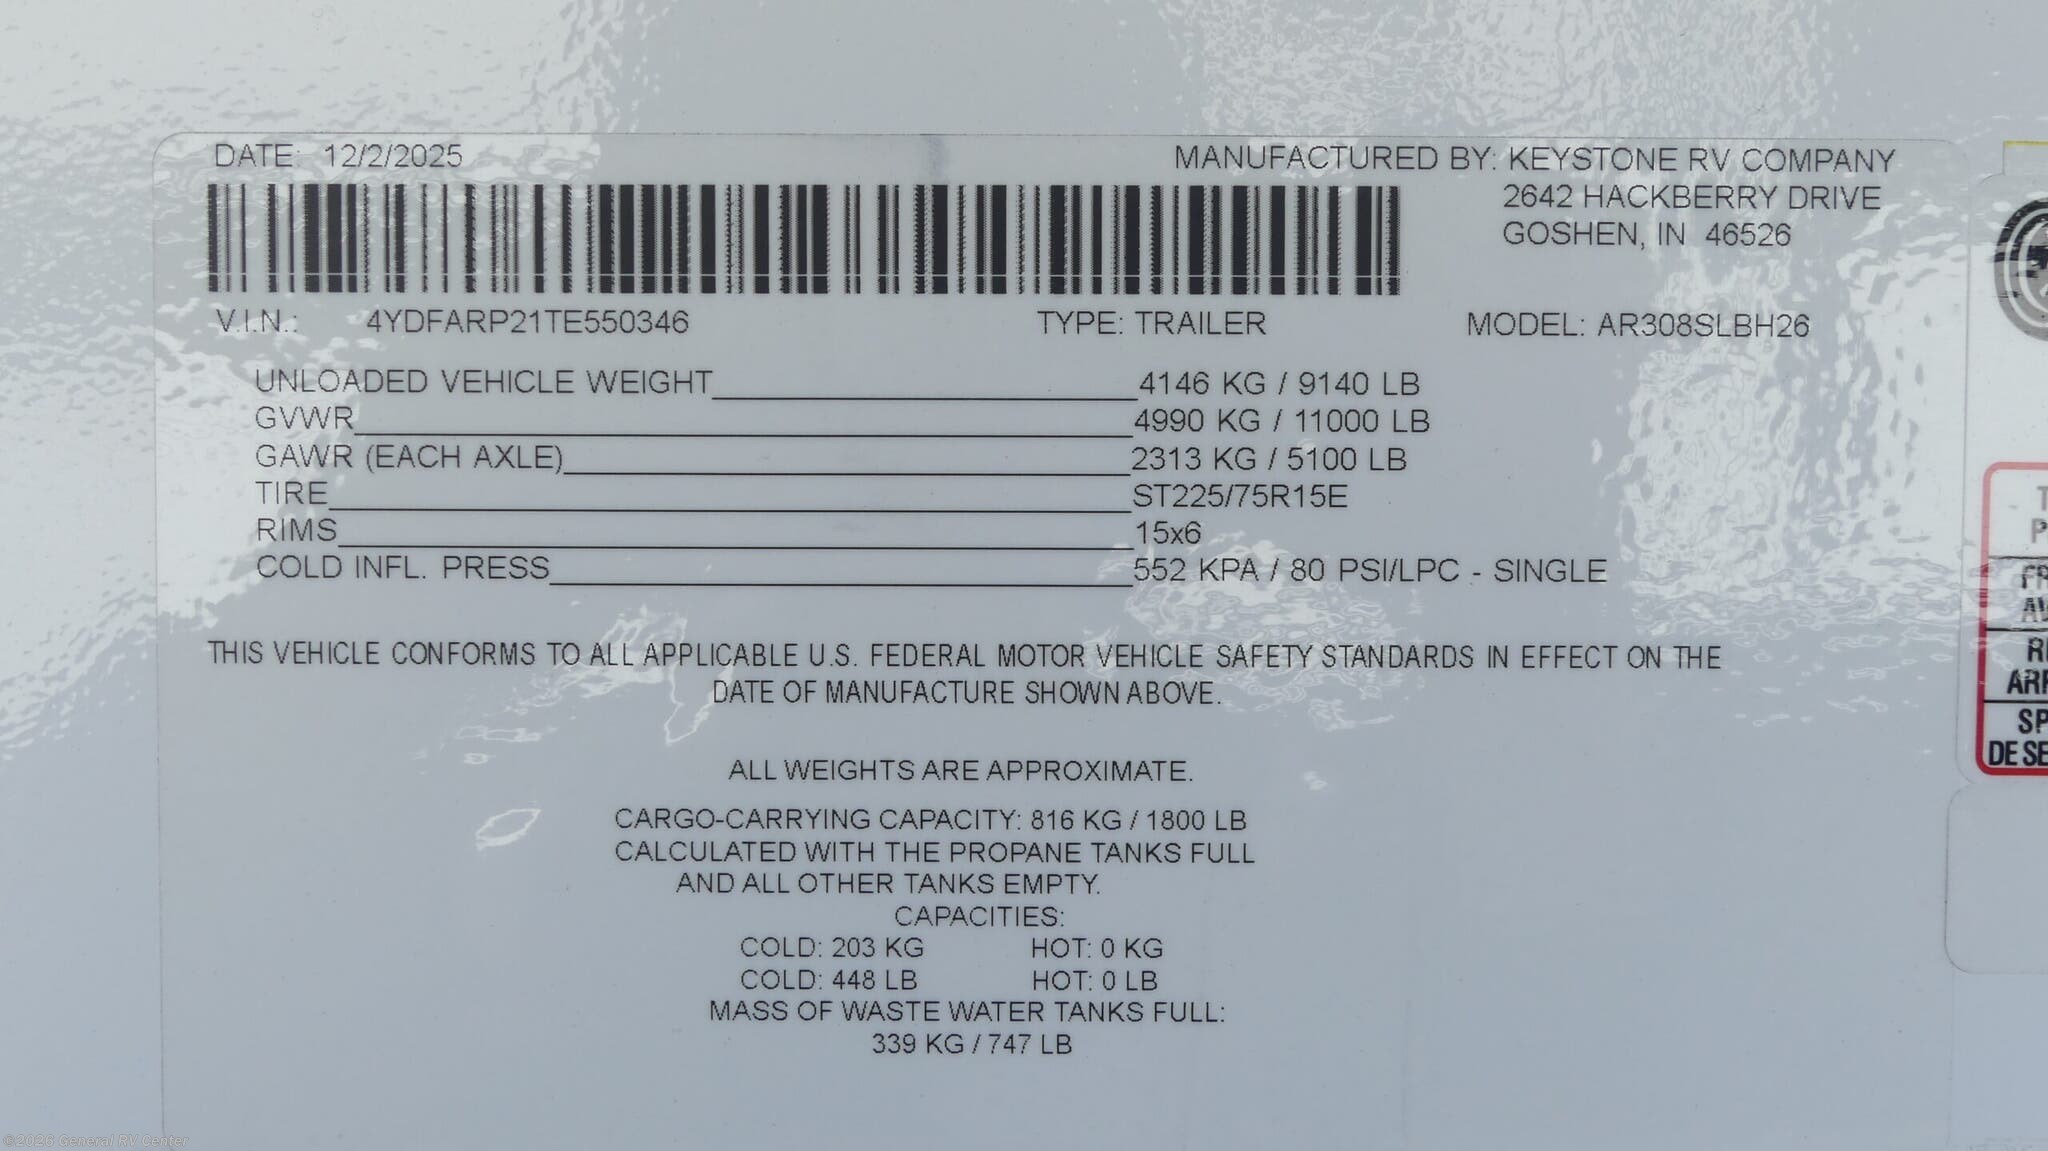 DATE: 12/2/2025
MANUFACTURED BY: KEYSTONE RV COMPANY
2642 HACKBERRY DRIVE
GOSHEN, IN 46526
V.I.N.: 4YDFARP21TE550346 TYPE: TRAILER MODEL: AR308SLBH26
UNLOADED VEHICLE WEIGHT 4146 KG / 9140 LB
GVWR 4990 KG / 11000 LB
GAWR (EACH AXLE) 2313 KG / 5100 LB
TIRE ST225/75R15E
RIMS 15x6
COLD INFL. PRESS 552 KPA / 80 PSI/LPC - SINGLE
THIS VEHICLE CONFORMS TO ALL APPLICABLE U.S. FEDERAL MOTOR VEHICLE SAFETY STANDARDS IN EFFECT ON THE
DATE OF MANUFACTURE SHOWN ABOVE.
ALL WEIGHTS ARE APPROXIMATE.
CARGO-CARRYING CAPACITY: 816 KG / 1800 LB
CALCULATED WITH THE PROPANE TANKS FULL
AND ALL OTHER TANKS EMPTY.
CAPACITIES:
COLD: 203 KG HOT: 0 KG
COLD: 448 LB HOT: 0 LB
MASS OF WASTE WATER TANKS FULL:
339 KG / 747 LB
DE
©2026 General RV Center